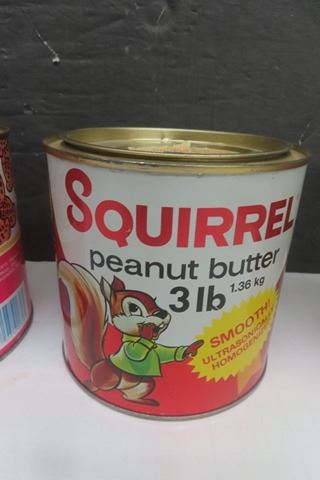 SQUIRREL
peanut butter
3 lb 1.36 kg
SMOOTH!
ULTRASONICALLY
HOMOGENIZED